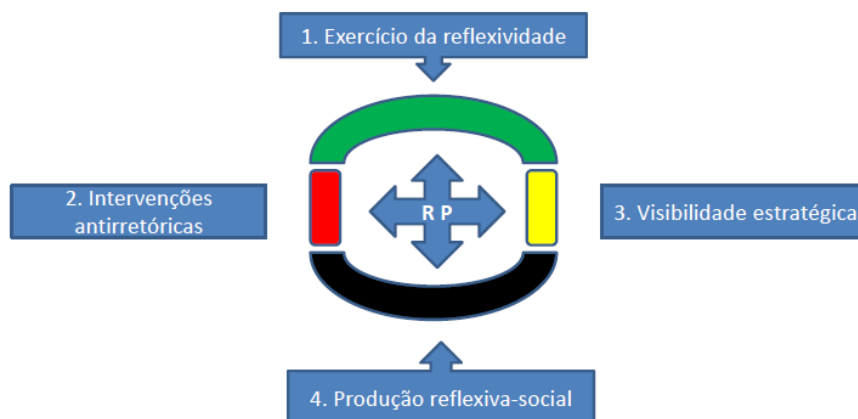 1. Exercício da reflexividade
2. Intervenções
antirretóricas
R P
3. Visibilidade estratégica
4. Produção reflexiva-social